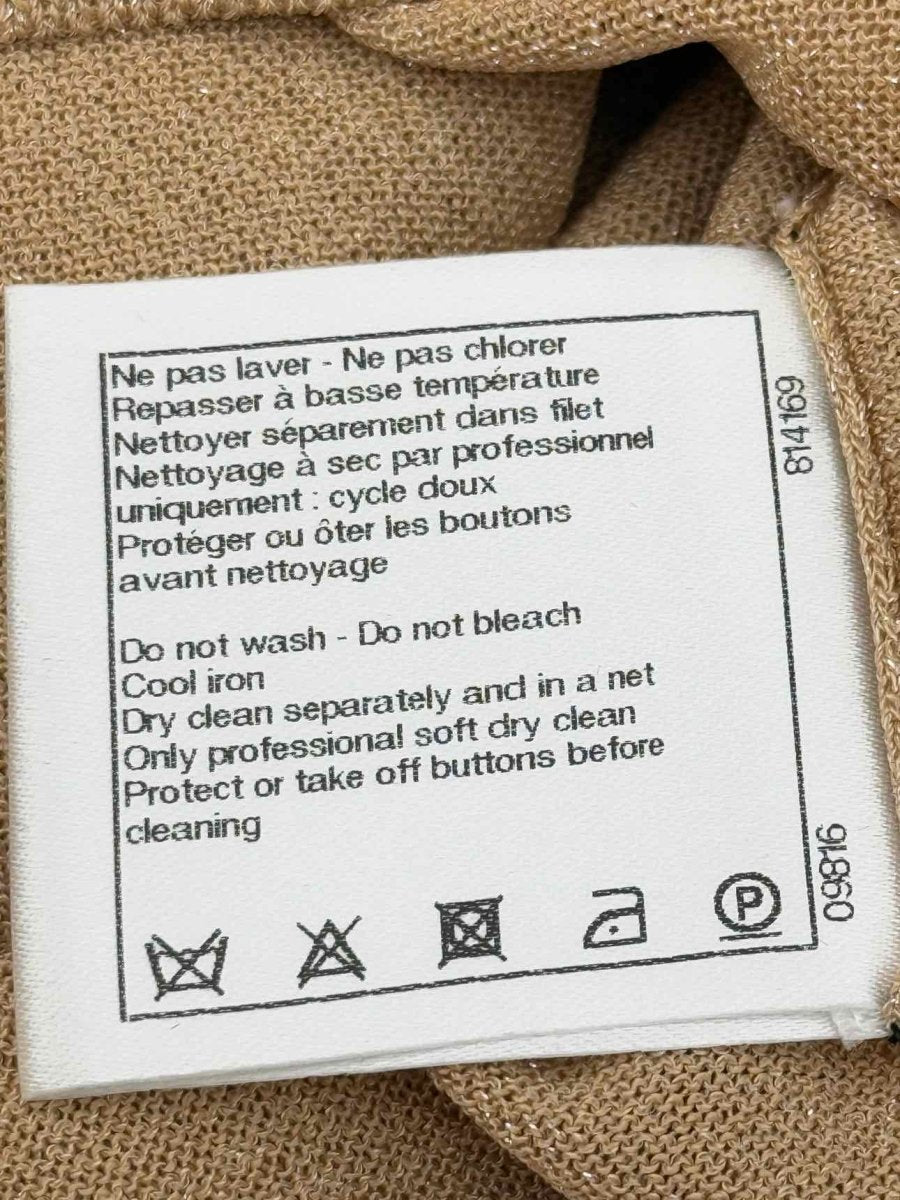 Ne pas laver - Ne pas chlorer
Repasser à basse température
Nettoyer séparement dans filet
Nettoyage à sec par professionnel
uniquement : cycle doux
Protéger ou ôter les boutons
avant nettoyage
Do not wash - Do not bleach
Cool iron
Dry clean separately and in a net
Only professional soft dry clean
Protect or take off buttons before
cleaning
P
814169
09816